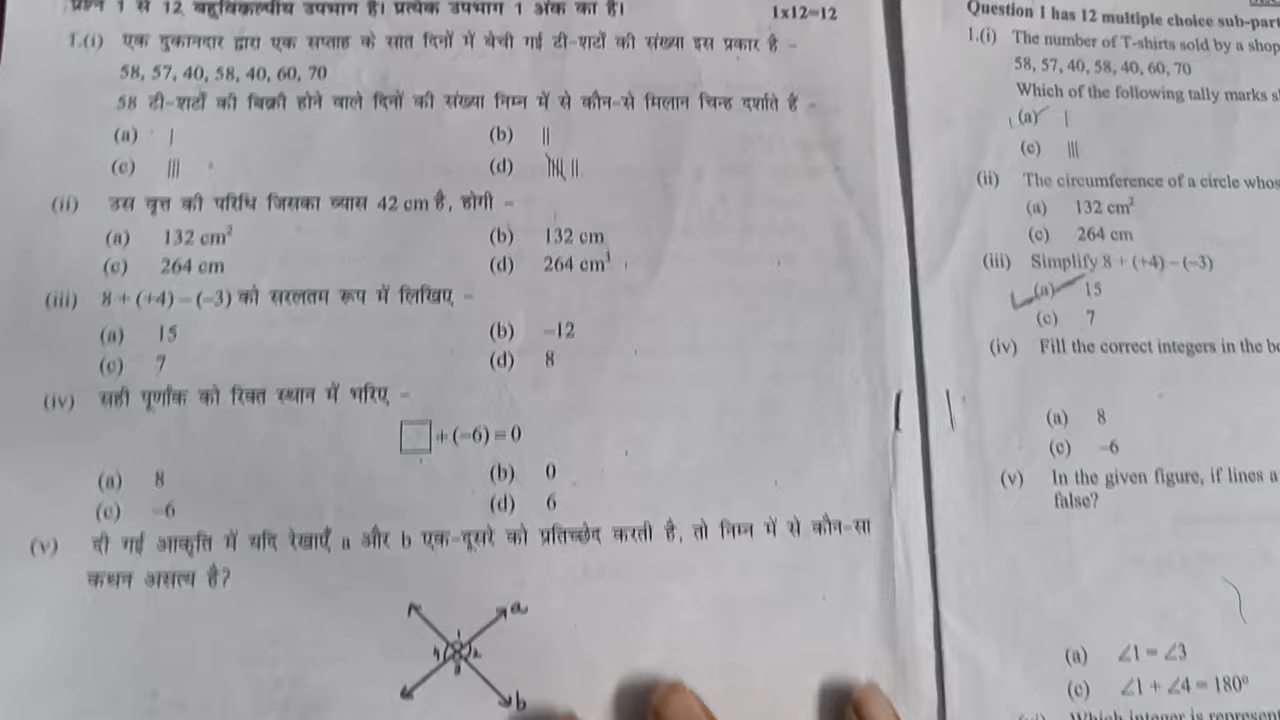 प्रश्न 1 से 12 बहुविकल्पीय उपभाग है। प्रत्येक उपभाग 1 अंक का है। 1x12=12
1.(i) एक दुकानदार द्वारा एक सप्ताह के सात दिनों में बेची गई टी-शर्टों की संख्या इस प्रकार है –
58, 57, 40, 58, 40, 60, 70
58 टी-शर्टों की बिक्री होने वाले दिनों की संख्या निम्न में से कौन-से मिलान चिन्ह दर्शाते हैं –
(a) | (b) ||
(c) ||| (d) |||| ||
(ii) उस वृत्त की परिधि जिसका व्यास 42 cm है, होगी –
(a) 132 cm² (b) 132 cm
(c) 264 cm (d) 264 cm
(iii) 8 + (+4) – (–3) को सरलतम रूप में लिखिए –
(a) 15 (b) –12
(c) 7 (d) 8
(iv) सही पूर्णांक को रिक्त स्थान में भरिए –
□ + (–6) = 0
(a) 8 (b) 0
(c) –6 (d) 6
(v) दी गई आकृति में यदि रेखाएँ a और b एक-दूसरे को प्रतिच्छेद करती है, तो निम्न में से कौन-सा
कथन असत्य है?
a
b
Question 1 has 12 multiple choice sub-part
1.(i) The number of T-shirts sold by a shop
58, 57, 40, 58, 40, 60, 70
Which of the following tally marks s
(a) |
(c) |||
(ii) The circumference of a circle whos
(a) 132 cm²
(c) 264 cm
(iii) Simplify 8 + (+4) – (–3)
(a) 15
(c) 7
(iv) Fill the correct integers in the b
(a) 8
(c) –6
(v) In the given figure, if lines a
false?
(a) ∠1 = ∠3
(c) ∠1 + ∠4 = 180°
Which integer is represen